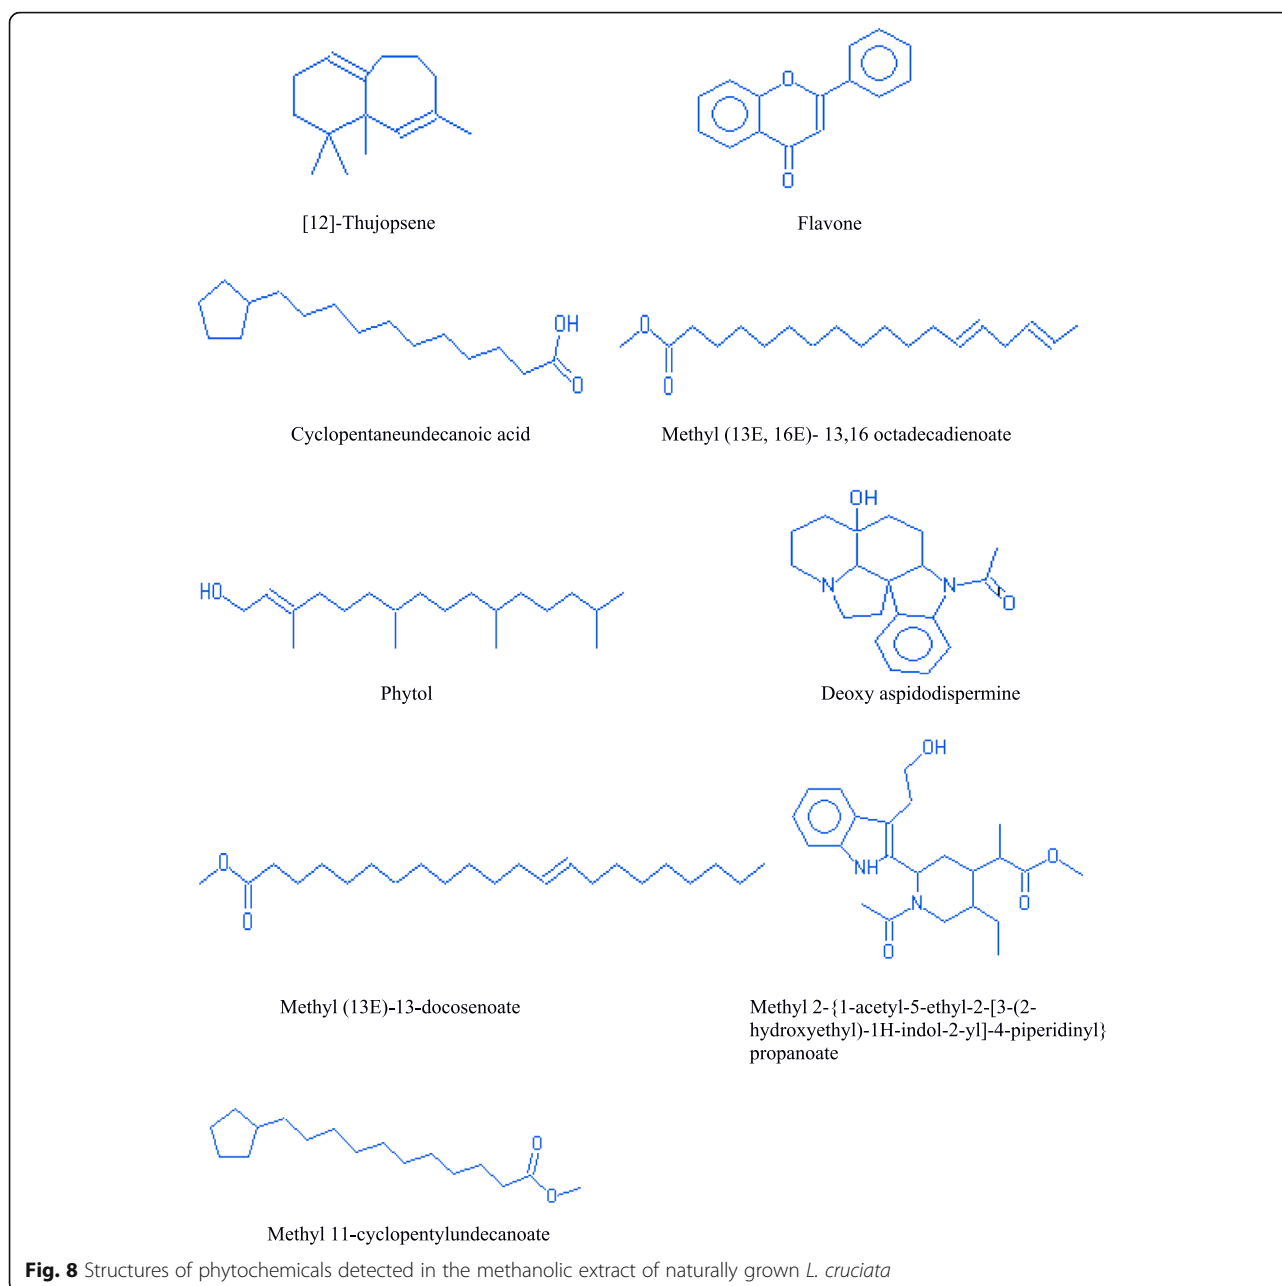 [12]-Thujopsene
O
O
Flavone
OH
O
Cyclopentaneundecanoic acid
O
O
Methyl (13E, 16E)- 13,16 octadecadienoate
HO
Phytol
OH
N
N
O
Deoxy aspidodispermine
O
O
Methyl (13E)-13-docosenoate
OH
NH
N
O
O
O
Methyl 2-{1-acetyl-5-ethyl-2-[3-(2-
hydroxyethyl)-1H-indol-2-yl]-4-piperidinyl}
propanoate
O
O
Methyl 11-cyclopentylundecanoate
Fig. 8 Structures of phytochemicals detected in the methanolic extract of naturally grown L. cruciata